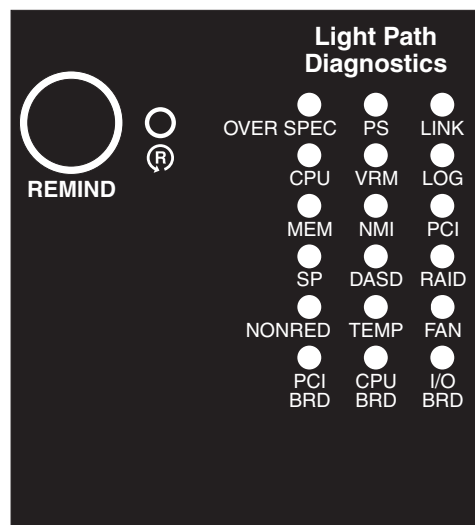 Light Path
Diagnostics
OVER SPEC PS LINK
R
REMIND
CPU VRM LOG
MEM NMI PCI
SP DASD RAID
NONRED TEMP FAN
PCI CPU I/O
BRD BRD BRD